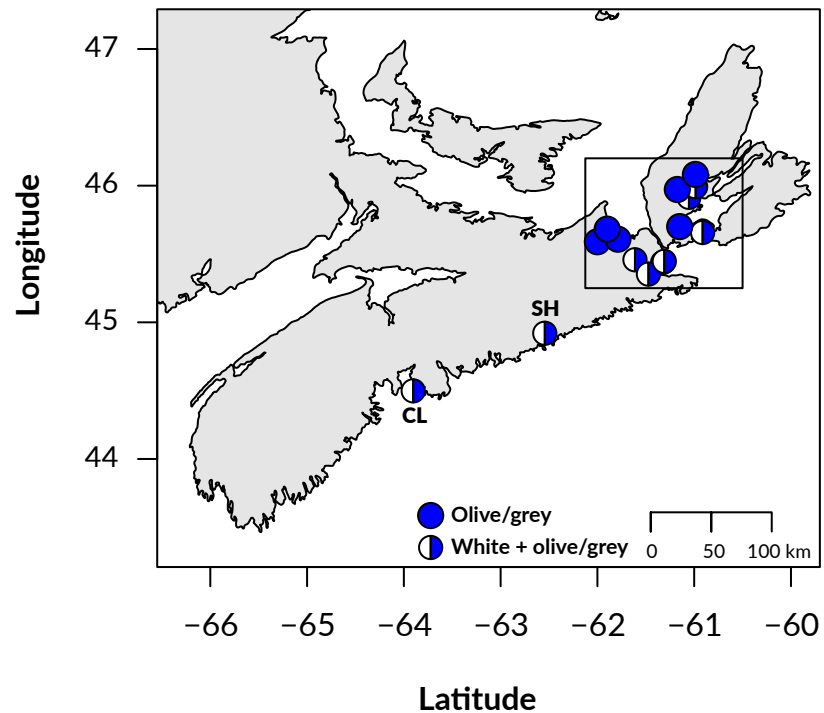 47
46
45
44
Longitude
SH
CL
Olive/grey
White + olive/grey
0 50 100 km
−66 −65 −64 −63 −62 −61 −60
Latitude